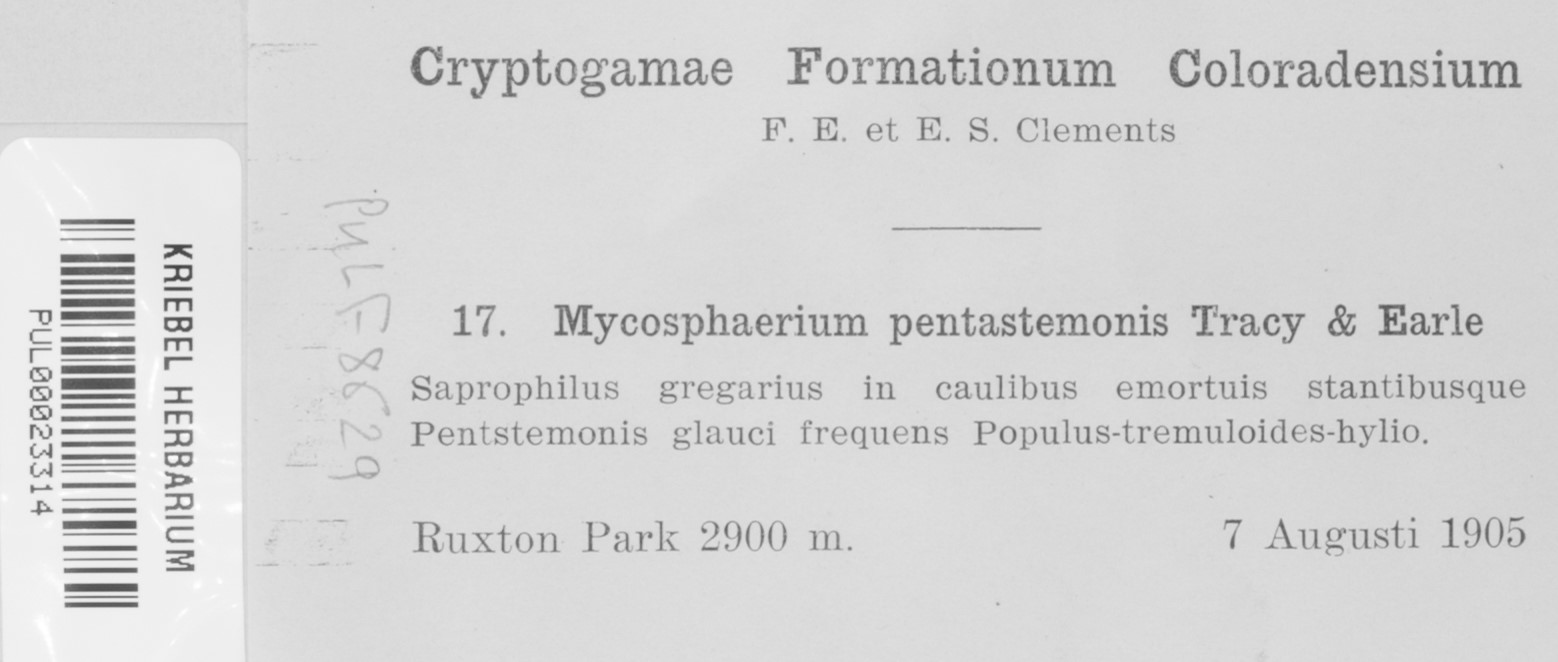 Cryptogamae Formationum Coloradensium
F. E. et E. S. Clements
17. Mycosphaerium pentastemonis Tracy & Earle
Saprophilus gregarius in caulibus emortuis stantibusque
Pentstemonis glauci frequens Populus-tremuloides-hylio.
Ruxton Park 2900 m. 7 Augusti 1905
PUL F8629
KRIEBEL HERBARIUM
PUL00023314